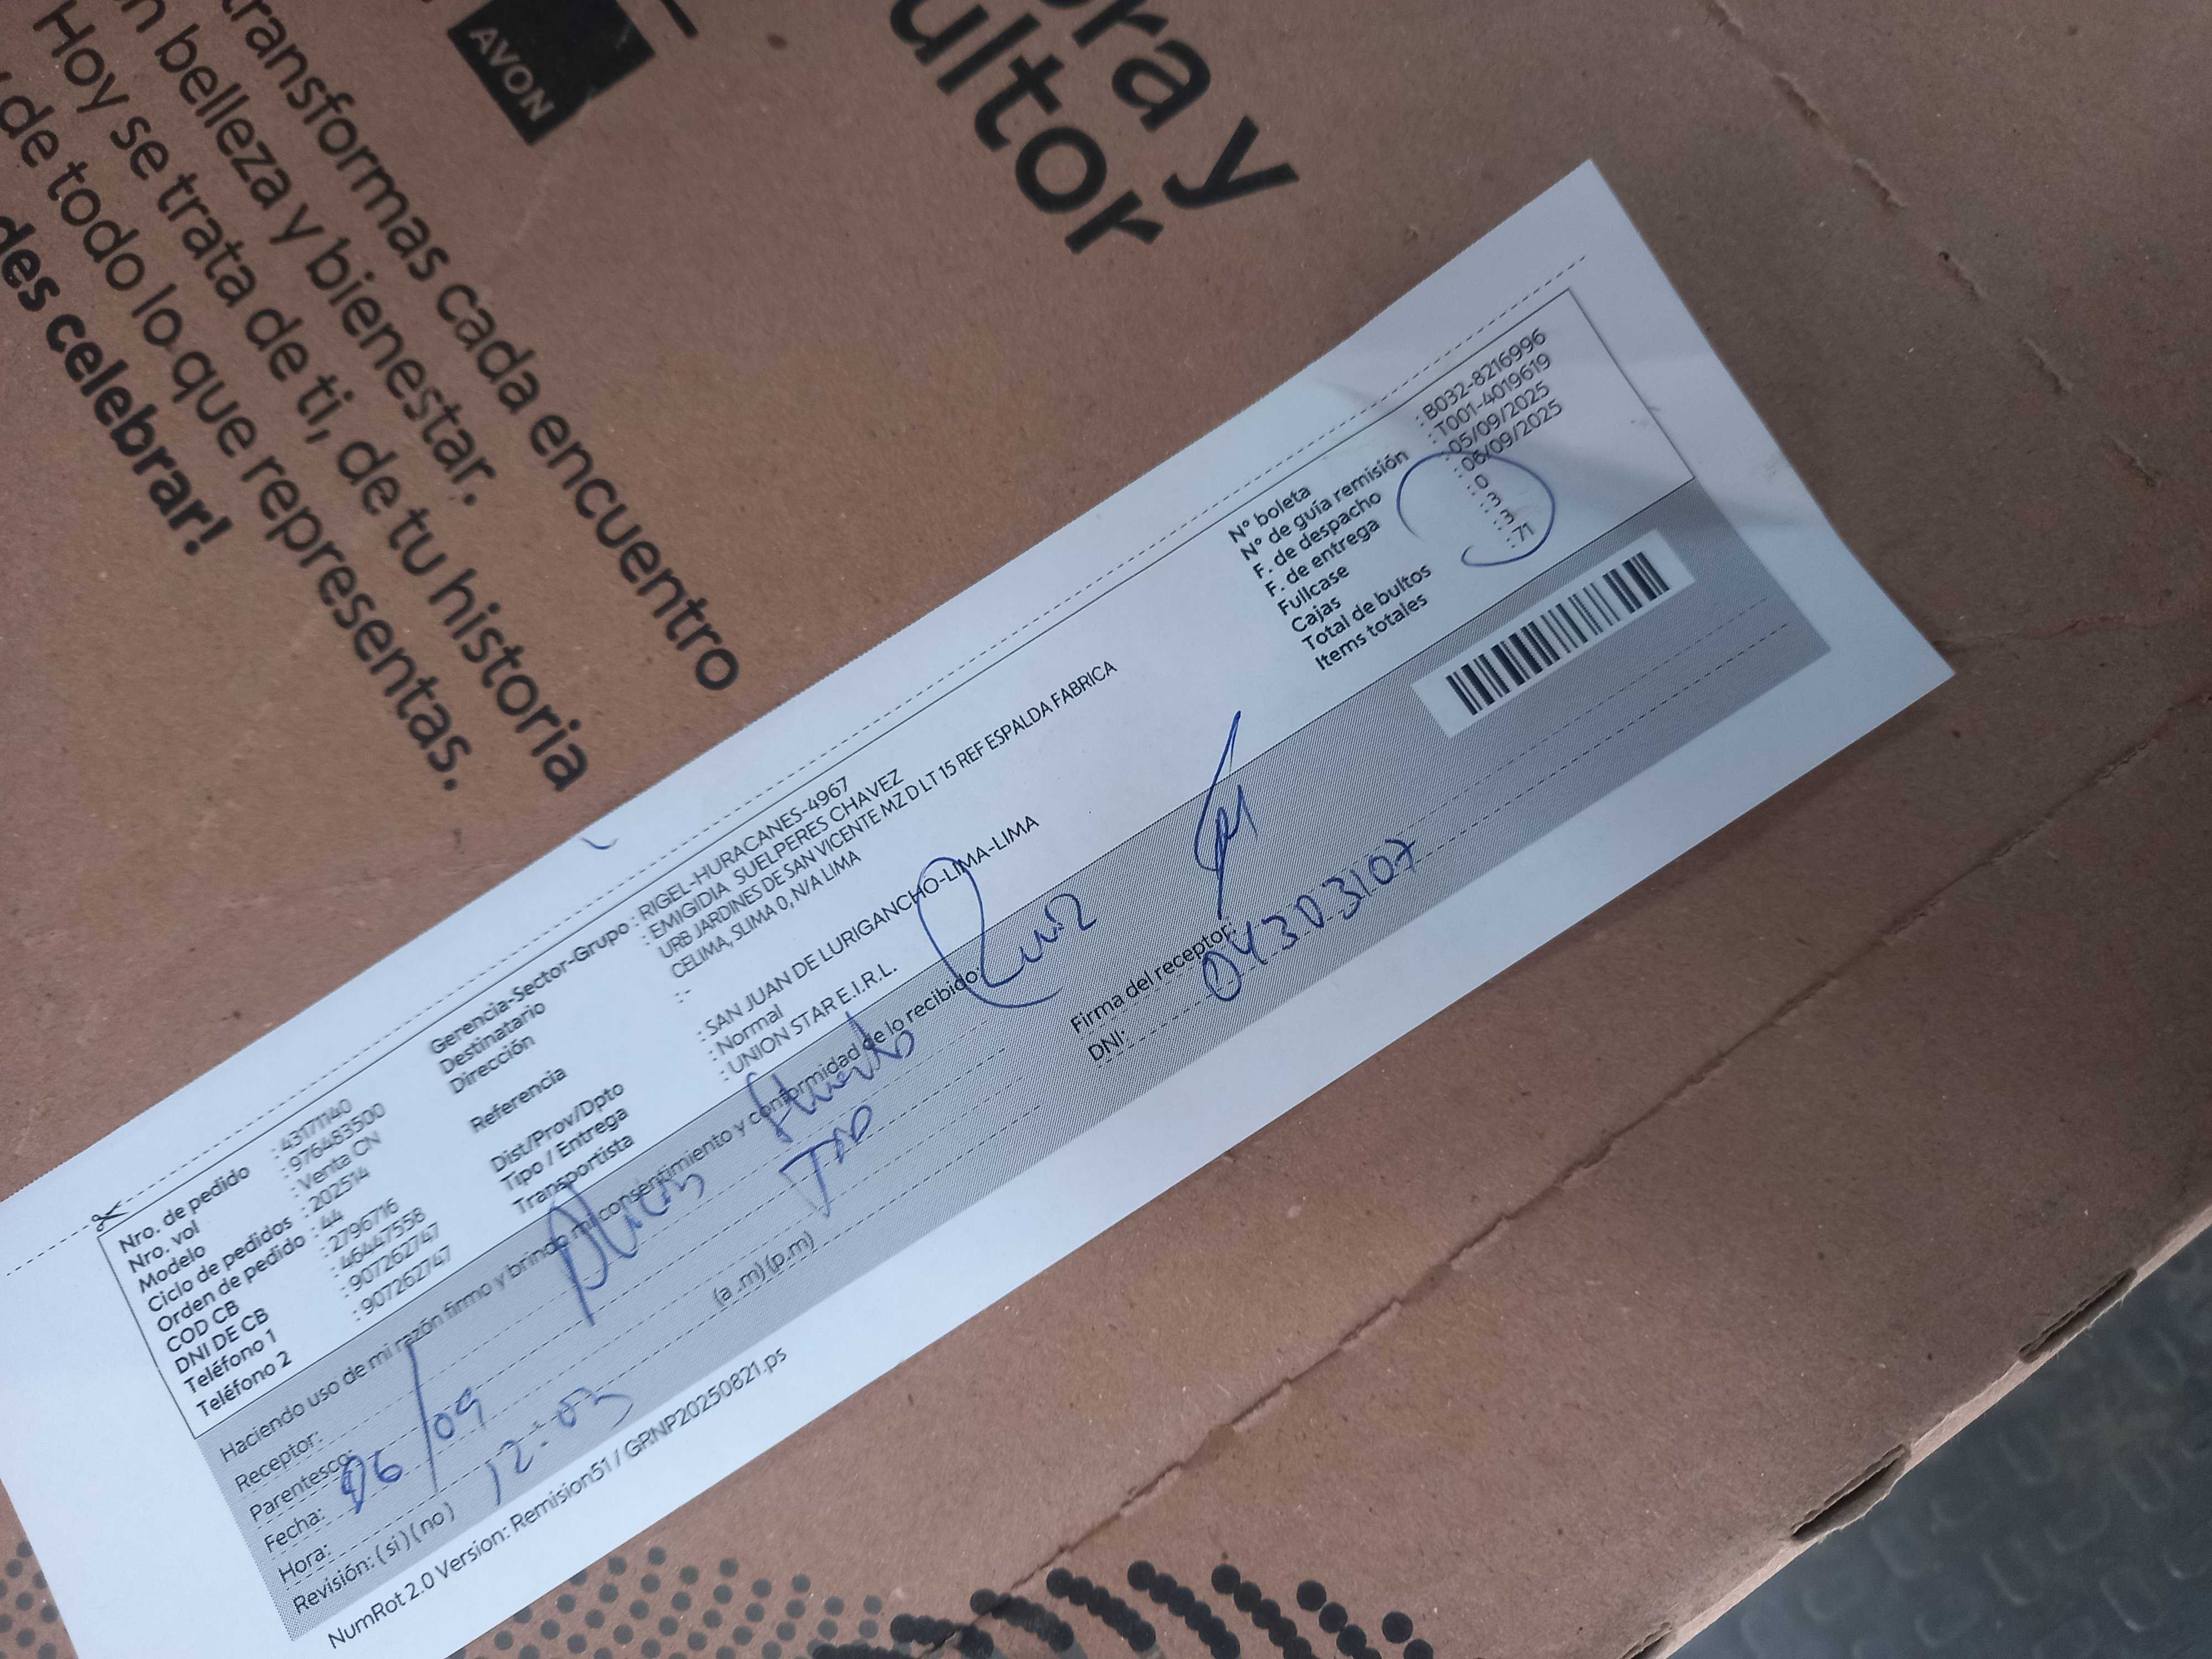 ora y
ultor
AVON
transformas cada encuentro
n belleza y bienestar.
Hoy se trata de ti, de tu historia
de todo lo que representas.
des celebrar!
Nro. de pedido : 43171140
Nro. vol : 976483500
Modelo : Venta CN
Ciclo de pedidos : 202514
Orden de pedido : 44
COD CB : 2796716
DNI DE CB : 46447558
Teléfono 1 : 907262747
Teléfono 2 : 907262747
Gerencia-Sector-Grupo : RIGEL-HURACANES-4967
Destinatario : EMIGIDIA SUELPERES CHAVEZ
Dirección URB JARDINES DE SAN VICENTE MZ D LT 15 REF ESPALDA FABRICA
CELIMA, SLIMA 0, N/A LIMA
Referencia : -
Dist/Prov/Dpto : SAN JUAN DE LURIGANCHO-LIMA-LIMA
Tipo / Entrega : Normal
Transportista : UNION STAR E.I.R.L.
N° boleta : B032-8216996
N° de guía remisión : T001-4019619
F. de despacho : 05/09/2025
F. de entrega : 06/09/2025
Fullcase : 0
Cajas : 3
Total de bultos : 3
Items totales : 71
Haciendo uso de mi razón firmo y brindo mi consentimiento y conformidad de lo recibido:
Receptor: Ruiz
Parentesco:
Fecha: 06/09
Hora: 12:03 (a .m) (p.m)
Revisión: (si) (no)
Firma del receptor:
DNI: 04303107
NumRot 2.0 Version: Remision51 / GRNP20250821.ps